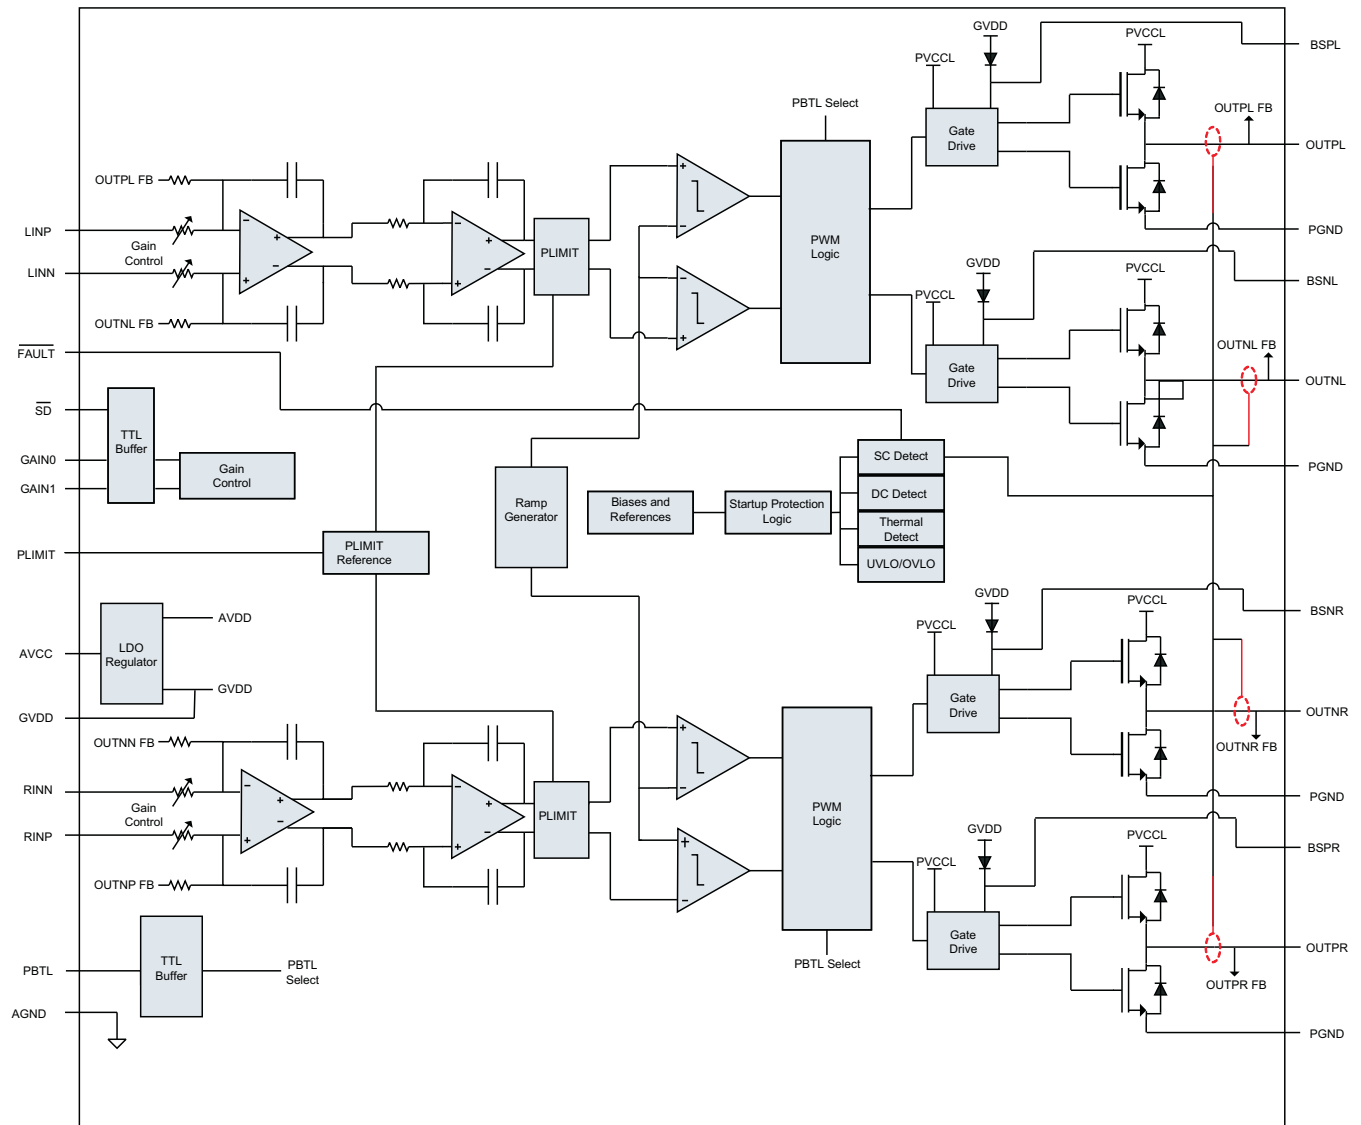 GVDD
PVCCL
BSPL
PVCCL
PBTL Select
OUTPL FB
Gate
Drive
OUTPL
OUTPL FB
+
−
LINP
−
+
−
+
PWM
Logic
PGND
Gain
Control
PLIMIT
LINN
+
−
+
−
−
GVDD
PVCCL
BSNL
PVCCL
OUTNL FB
+
OUTNL FB
FAULT
Gate
Drive
OUTNL
SD
TTL
Buffer
GAIN0
GAIN1
Gain
Control
SC Detect
PGND
DC Detect
Ramp
Generator
Biases and
References
Startup Protection
Logic
Thermal
Detect
PLIMIT
PLIMIT
Reference
UVLO/OVLO
GVDD
PVCCL
BSNR
AVDD
PVCCL
AVCC
LDO
Regulator
GVDD
Gate
Drive
OUTNR
GVDD
OUTNN FB
+
−
OUTNR FB
RINN
−
+
−
+
PWM
Logic
PGND
Gain
Control
PLIMIT
RINP
+
−
+
−
+
−
GVDD
PVCCL
BSPR
PVCCL
OUTNP FB
Gate
Drive
OUTPR
PBTL
TTL
Buffer
PBTL
Select
PBTL Select
OUTPR FB
AGND
PGND